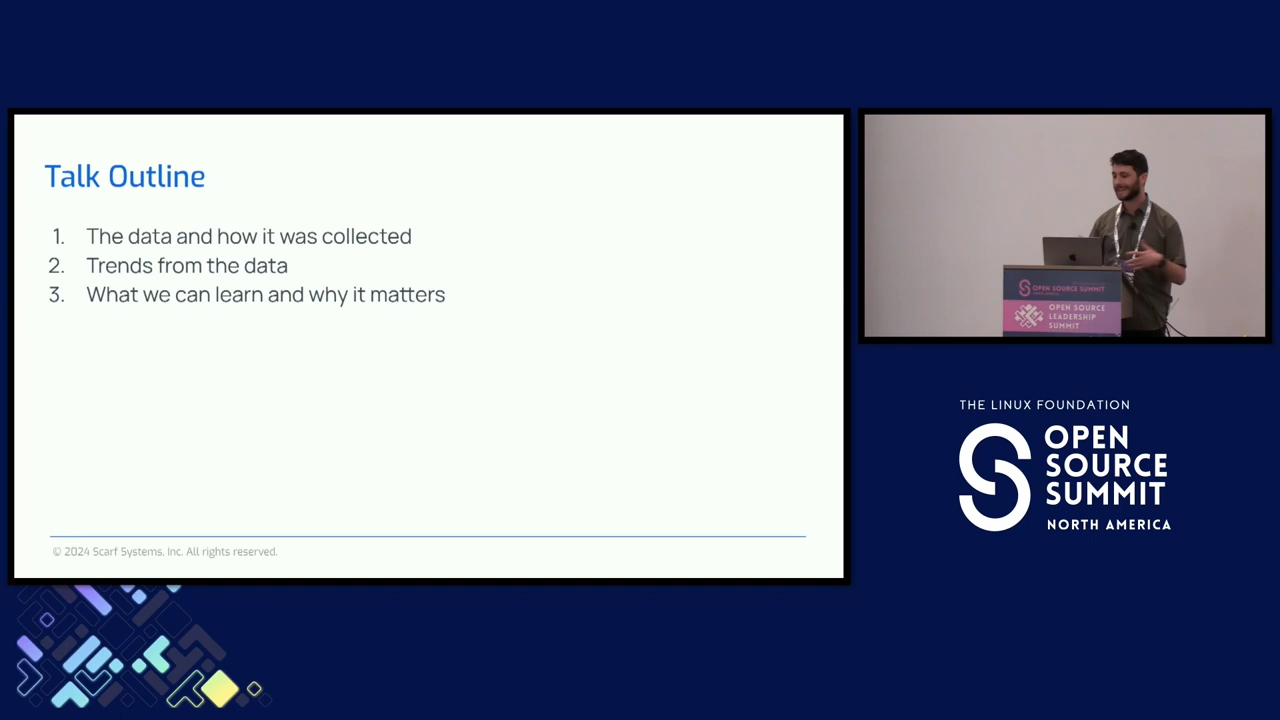 Talk Outline
1. The data and how it was collected
2. Trends from the data
3. What we can learn and why it matters
© 2024 Scarf Systems, Inc. All rights reserved.
OPEN SOURCE SUMMIT
OPEN SOURCE
LEADERSHIP
SUMMIT
THE LINUX FOUNDATION
OPEN
SOURCE
SUMMIT
NORTH AMERICA